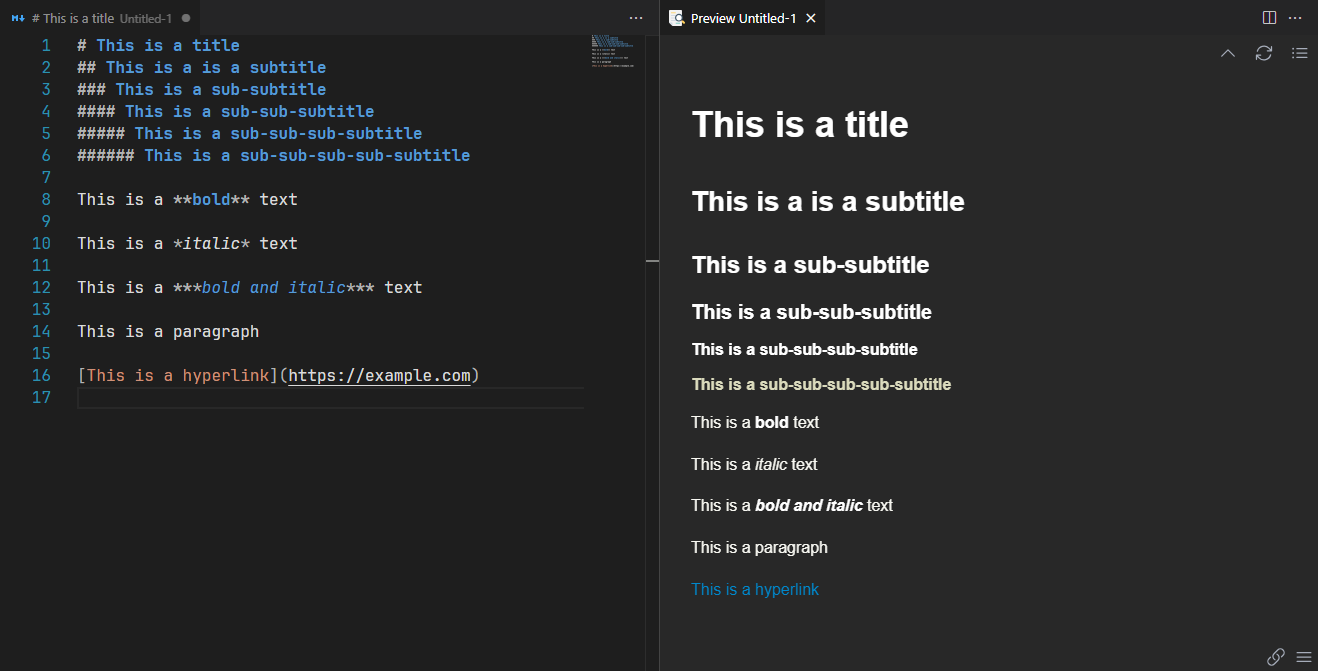 # This is a title Untitled-1
1 # This is a title
2 ## This is a is a subtitle
3 ### This is a sub-subtitle
4 #### This is a sub-sub-subtitle
5 ##### This is a sub-sub-sub-subtitle
6 ###### This is a sub-sub-sub-sub-subtitle
7
8 This is a **bold** text
9
10 This is a *italic* text
11
12 This is a ***bold and italic*** text
13
14 This is a paragraph
15
16 [This is a hyperlink](https://example.com)
17
Preview Untitled-1
This is a title
This is a is a subtitle
This is a sub-subtitle
This is a sub-sub-subtitle
This is a sub-sub-sub-subtitle
This is a sub-sub-sub-sub-subtitle
This is a bold text
This is a italic text
This is a bold and italic text
This is a paragraph
This is a hyperlink